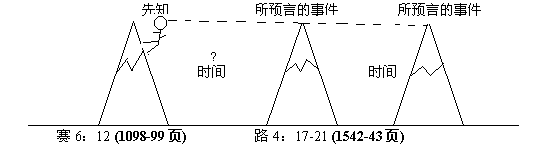 先知 所预言的事件 所预言的事件
?
时间 时间
赛 6：12 (1098-99 页) 路 4：17-21 (1542-43 页)